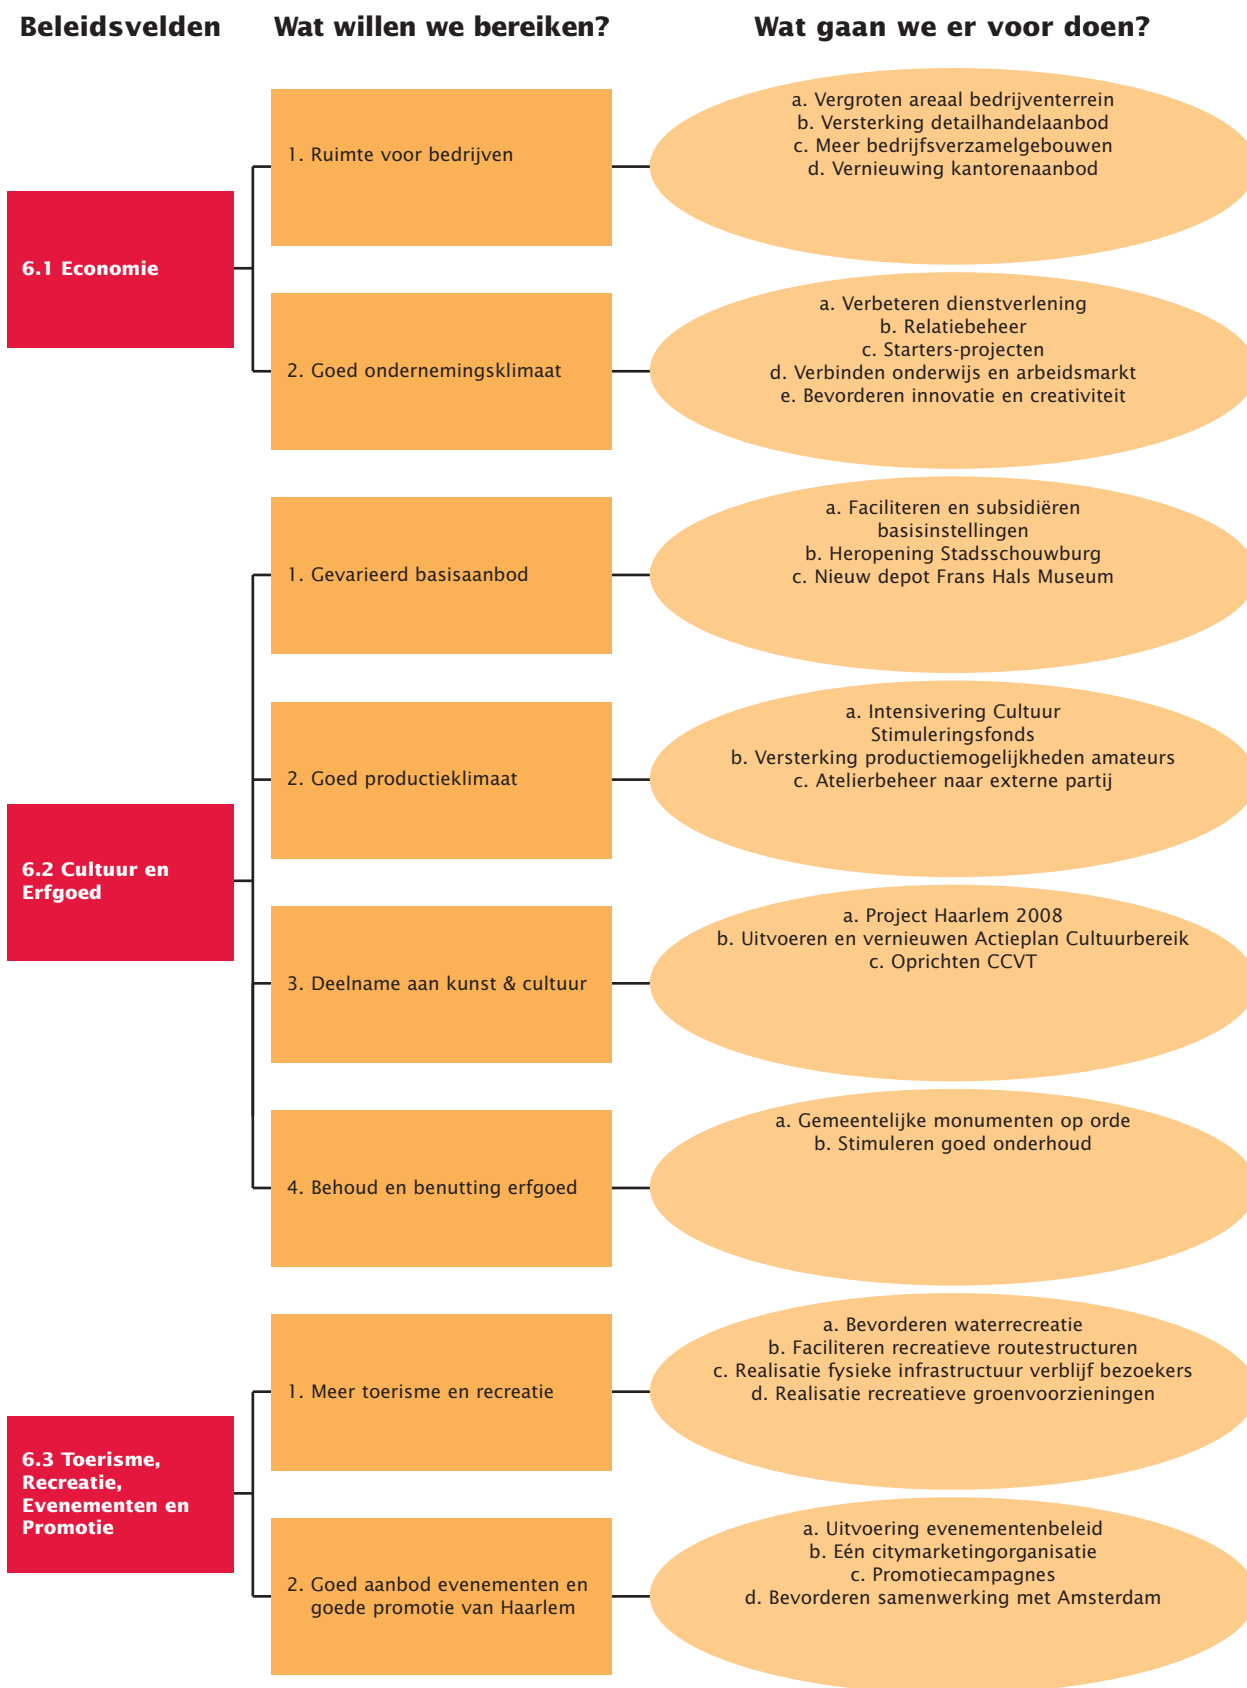 Beleidsvelden
Wat willen we bereiken?
Wat gaan we er voor doen?
6.1 Economie
1. Ruimte voor bedrijven
a. Vergroten areaal bedrijventerrein
b. Versterking detailhandelaanbod
c. Meer bedrijfsverzamelgebouwen
d. Vernieuwing kantorenaanbod
2. Goed ondernemingsklimaat
a. Verbeteren dienstverlening
b. Relatiebeheer
c. Starters-projecten
d. Verbinden onderwijs en arbeidsmarkt
e. Bevorderen innovatie en creativiteit
6.2 Cultuur en
Erfgoed
1. Gevarieerd basisaanbod
a. Faciliteren en subsidiëren
basisinstellingen
b. Heropening Stadsschouwburg
c. Nieuw depot Frans Hals Museum
2. Goed productieklimaat
a. Intensivering Cultuur
Stimuleringsfonds
b. Versterking productiemogelijkheden amateurs
c. Atelierbeheer naar externe partij
3. Deelname aan kunst & cultuur
a. Project Haarlem 2008
b. Uitvoeren en vernieuwen Actieplan Cultuurbereik
c. Oprichten CCVT
4. Behoud en benutting erfgoed
a. Gemeentelijke monumenten op orde
b. Stimuleren goed onderhoud
6.3 Toerisme,
Recreatie,
Evenementen en
Promotie
1. Meer toerisme en recreatie
a. Bevorderen waterrecreatie
b. Faciliteren recreatieve routestructuren
c. Realisatie fysieke infrastructuur verblijf bezoekers
d. Realisatie recreatieve groenvoorzieningen
2. Goed aanbod evenementen en
goede promotie van Haarlem
a. Uitvoering evenementenbeleid
b. Eén citymarketingorganisatie
c. Promotiecampagnes
d. Bevorderen samenwerking met Amsterdam